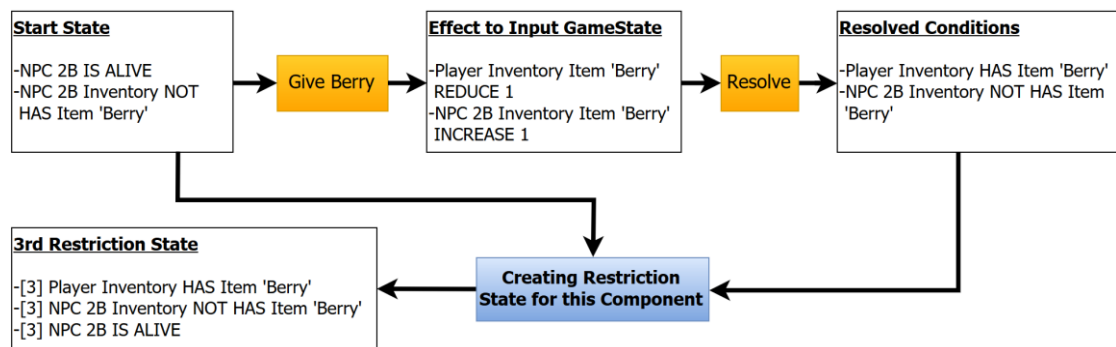 Start State
-NPC 2B IS ALIVE
-NPC 2B Inventory NOT
HAS Item 'Berry'
Give Berry
Effect to Input GameState
-Player Inventory Item 'Berry'
REDUCE 1
-NPC 2B Inventory Item 'Berry'
INCREASE 1
Resolve
Resolved Conditions
-Player Inventory HAS Item 'Berry'
-NPC 2B Inventory NOT HAS Item
'Berry'
3rd Restriction State
-[3] Player Inventory HAS Item 'Berry'
-[3] NPC 2B Inventory NOT HAS Item 'Berry'
-[3] NPC 2B IS ALIVE
Creating Restriction
State for this Component